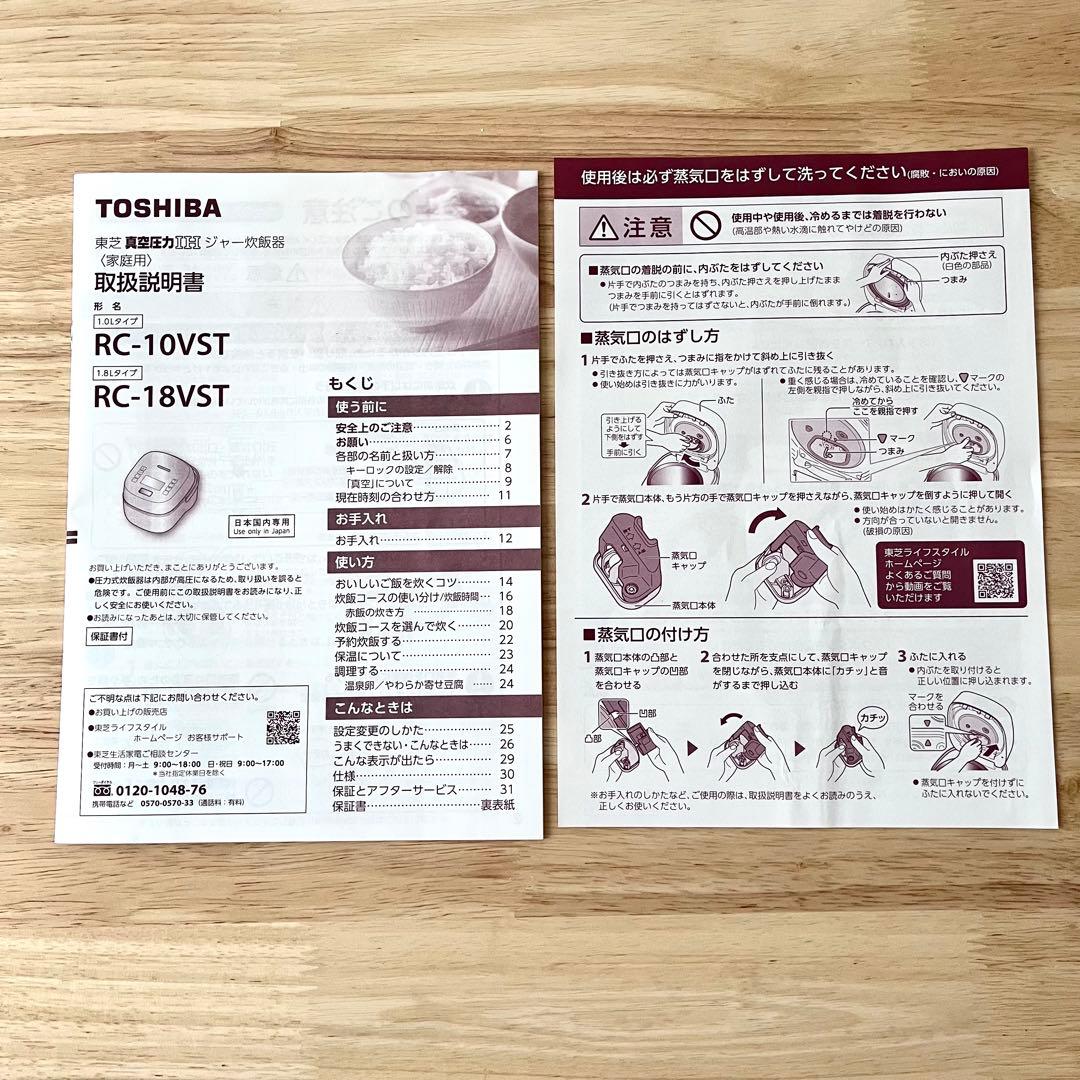 TOSHIBA
東芝 真空圧力IH ジャー炊飯器
〈家庭用〉
取扱説明書
形 名
1.0Lタイプ
RC-10VST
1.8Lタイプ
RC-18VST
日本国内専用
Use only in Japan
お買い上げいただき、まことにありがとうございます。
●圧力式炊飯器は内部が高圧になるため、取り扱いを誤ると
危険です。ご使用前にこの取扱説明書をお読みになり、正
しく安全にお使いください。
●お読みになったあとは、大切に保管してください。
保証書付
ご不明な点は下記にお問い合わせください。
●お買い上げの販売店
●東芝ライフスタイル
ホームページ お客様サポート
●東芝生活家電ご相談センター
受付時間：月〜土 9:00〜18:00 日・祝日 9:00〜17:00
＊当社指定休業日を除く
フリーダイヤル
0120-1048-76
携帯電話など 0570-0570-33 （通話料：有料）
もくじ
使う前に
安全上のご注意 2
お願い 6
各部の名前と扱い方 7
キーロックの設定／解除 8
「真空」について 9
現在時刻の合わせ方 11
お手入れ
お手入れ 12
使い方
おいしいご飯を炊くコツ 14
炊飯コースの使い分け/炊飯時間 16
赤飯の炊き方 18
炊飯コースを選んで炊く 20
予約炊飯する 22
保温について 23
調理する 24
温泉卵／やわらか寄せ豆腐 24
こんなときは
設定変更のしかた 25
うまくできない・こんなときは 26
こんな表示が出たら 29
仕様 30
保証とアフターサービス 31
保証書 裏表紙
使用後は必ず蒸気口をはずして洗ってください(腐敗・においの原因)
注意
使用中や使用後、冷めるまでは着脱を行わない
(高温部や熱い水滴に触れてやけどの原因)
■蒸気口の着脱の前に、内ぶたをはずしてください
●片手で内ぶたのつまみを持ち、内ぶた押さえを押し上げたまま
つまみを手前に引くとはずれます。
(片手でつまみを持ってはずさないと、内ぶたが手前に倒れます。)
内ぶた押さえ
(白色の部品)
つまみ
■蒸気口のはずし方
1 片手でふたを押さえ、つまみに指をかけて斜め上に引き抜く
●引き抜き方によっては蒸気口キャップがはずれてふたに残ることがあります。
●使い始めは引き抜きに力がいります。
●重く感じる場合は、冷めていることを確認し、▽マークの
左側を親指で押しながら、斜め上に引き抜いてください。
引き上げる
ようにして
下側をはずす
手前に引く
ふた
冷めてから
ここを親指で押す
▽マーク
つまみ
2 片手で蒸気口本体、もう片方の手で蒸気口キャップを押さえながら、蒸気口キャップを倒すように押して開く
●使い始めはかたく感じることがあります。
●方向が合っていないと開きません。
(破損の原因)
蒸気口
キャップ
蒸気口本体
東芝ライフスタイル
ホームページ
よくあるご質問
から動画をご覧
いただけます
■蒸気口の付け方
1 蒸気口本体の凸部と
蒸気口キャップの凹部
を合わせる
凹部
凸部
2 合わせた所を支点にして、蒸気口キャップ
を閉じながら、蒸気口本体に「カチッ」と音
がするまで押し込む
カチッ
3 ふたに入れる
●内ぶたを取り付けると
正しい位置に押し込まれます。
マークを
合わせる
●蒸気口キャップを付けずに
ふたに入れないでください。
※お手入れのしかたなど、ご使用の際は、取扱説明書をよくお読みのうえ、
正しくお使いください。